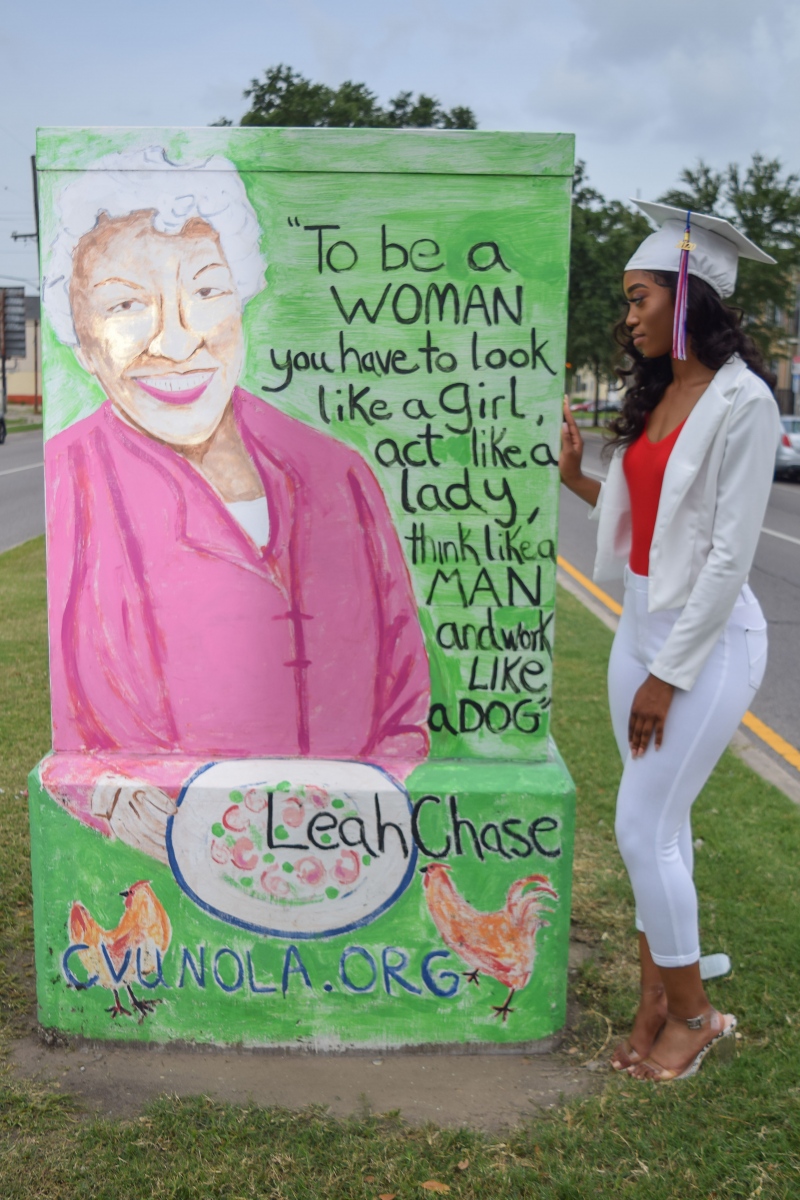 "To be a
WOMAN
you have to look
like a girl,
act like a
lady,
think like a
MAN
and work
LIKE
a DOG"
Leah Chase
CVUNOLA.ORG